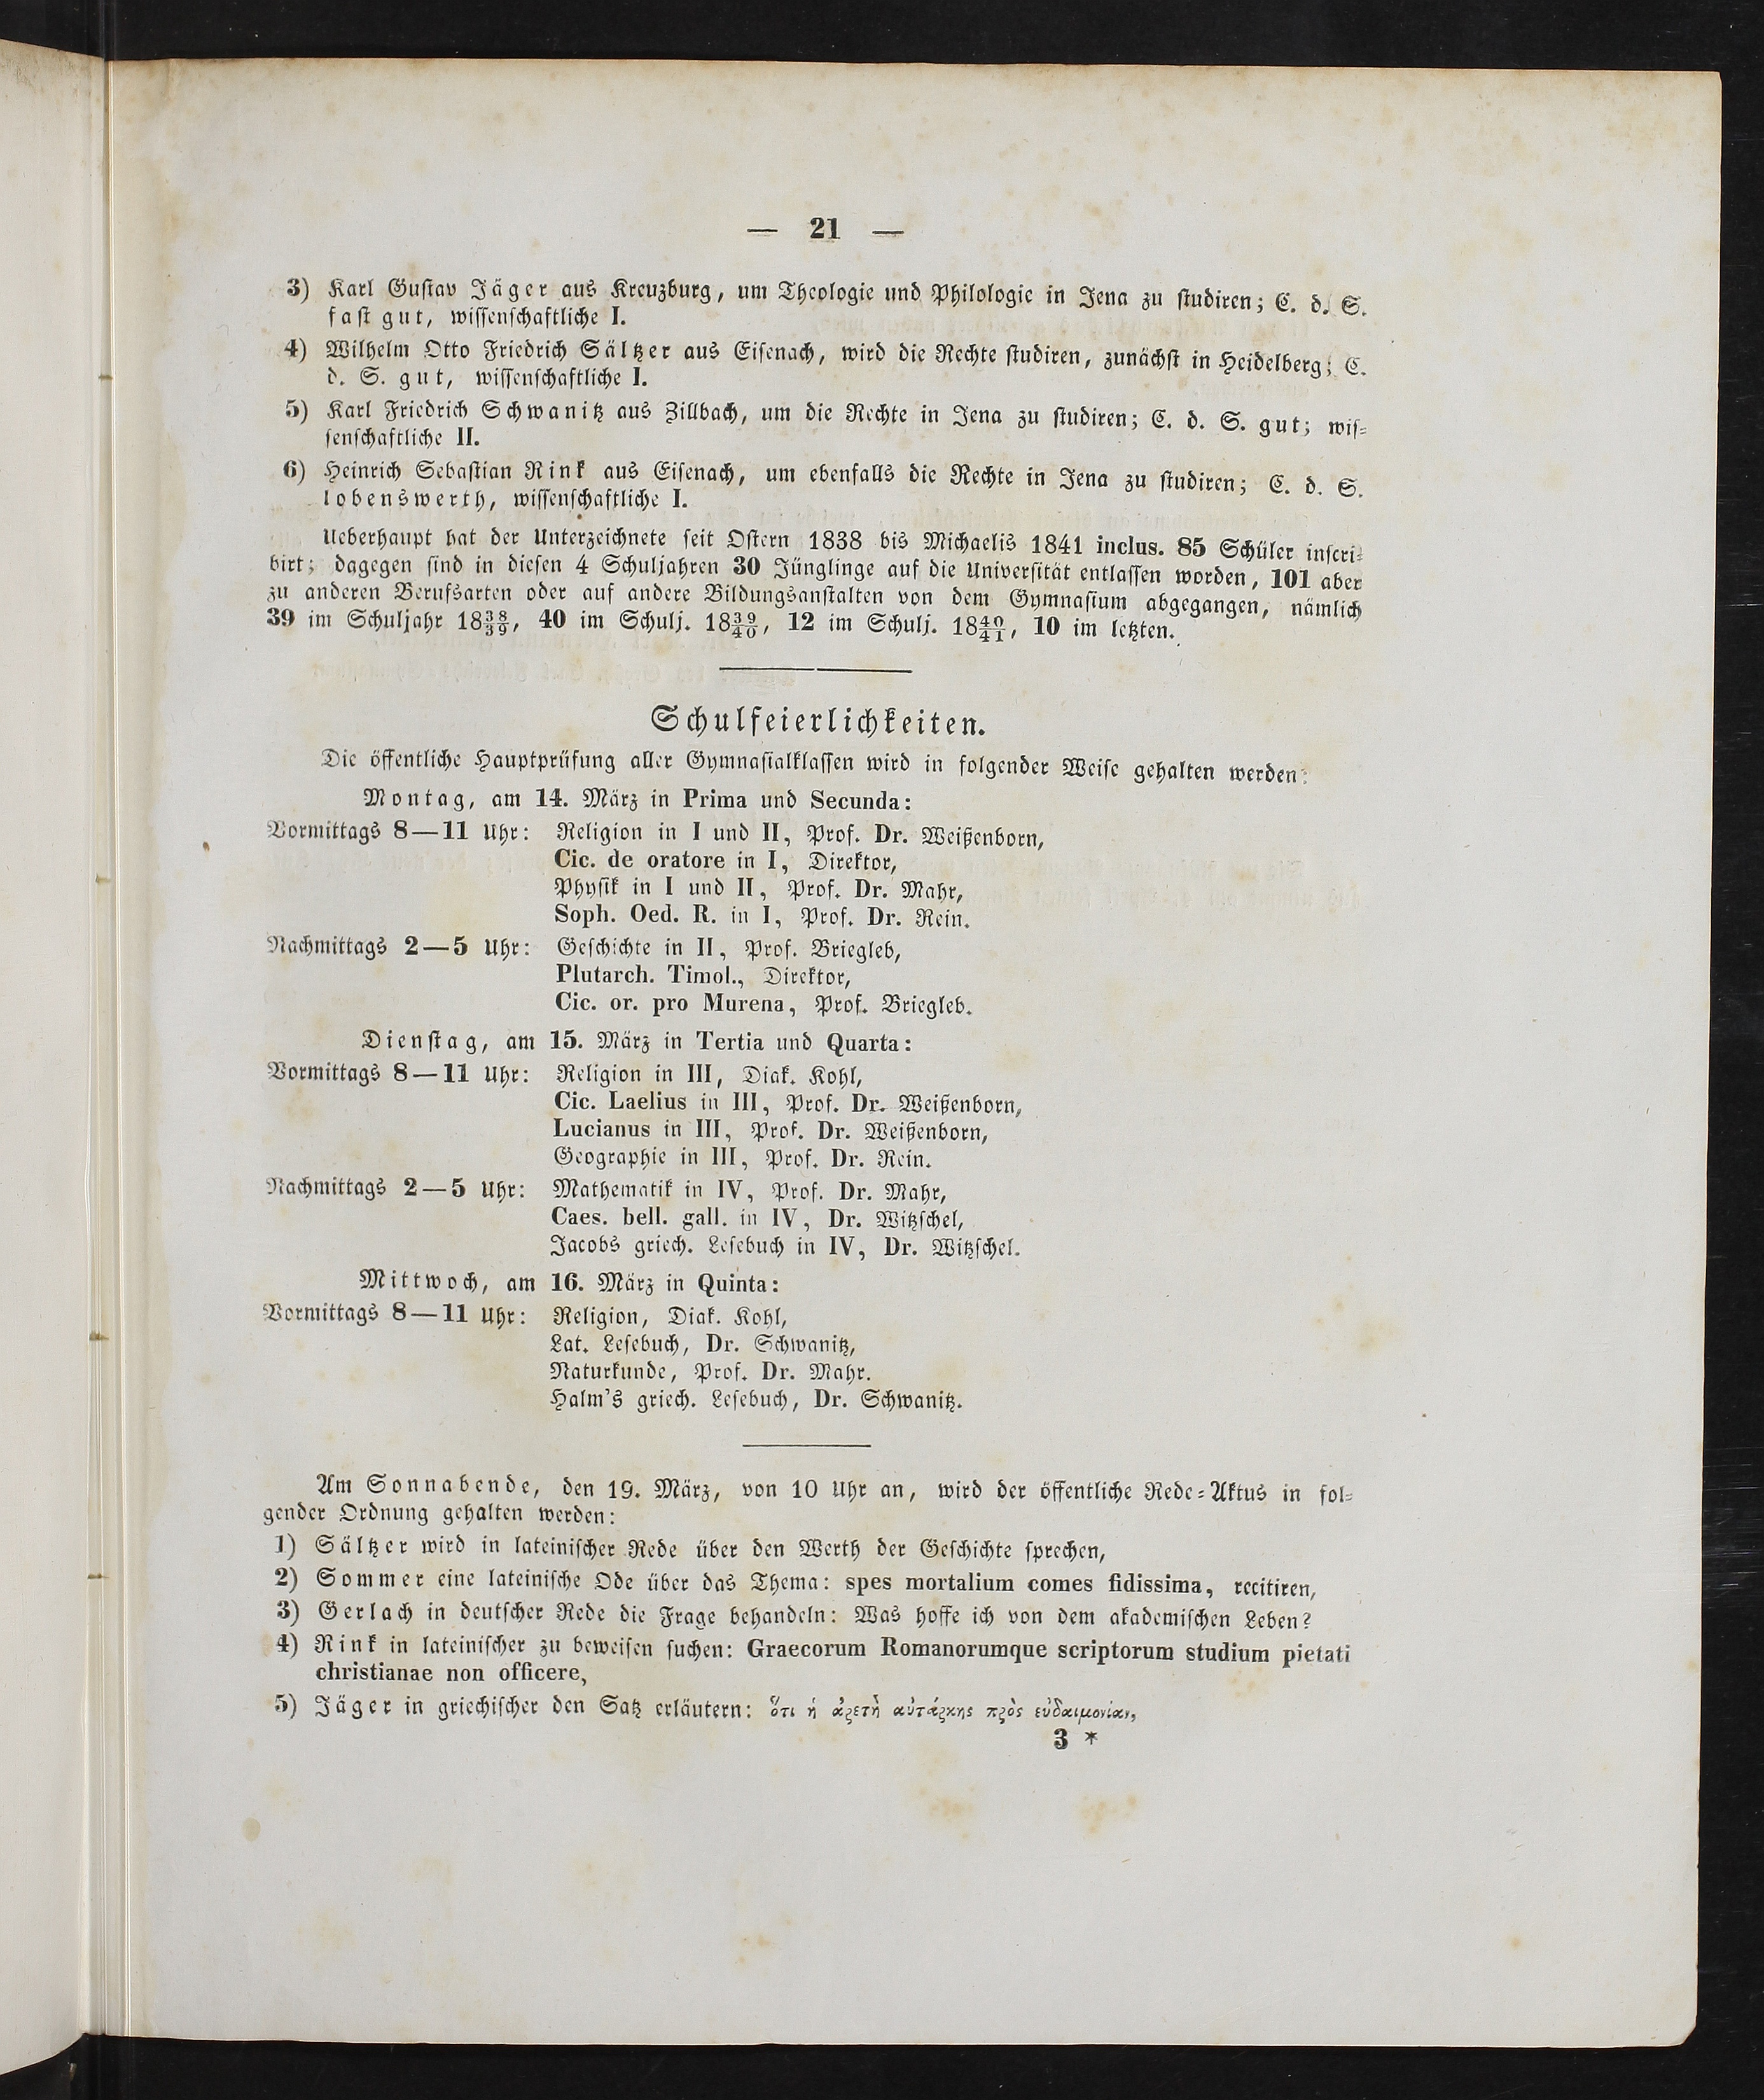 — 21 —
3) Karl Gustav Jäger aus Kreuzburg, um Theologie und Philologie in Jena zu studiren; C. d. S.
fast gut, wissenschaftliche I.
4) Wilhelm Otto Friedrich Sältzer aus Eisenach, wird die Rechte studiren, zunächst in Heidelberg; C.
d. S. gut, wissenschaftliche I.
5) Karl Friedrich Schwanitz aus Zillbach, um die Rechte in Jena zu studiren; C. d. S. gut; wis=
senschaftliche II.
6) Heinrich Sebastian Rink aus Eisenach, um ebenfalls die Rechte in Jena zu studiren; C. d. S.
lobenswerth, wissenschaftliche I.
Ueberhaupt hat der Unterzeichnete seit Ostern 1838 bis Michaelis 1841 inclus. 85 Schüler inscri=
birt; dagegen sind in diesen 4 Schuljahren 30 Jünglinge auf die Universität entlassen worden, 101 aber
zu anderen Berufsarten oder auf andere Bildungsanstalten von dem Gymnasium abgegangen, nämlich
39 im Schuljahr 18 38/39, 40 im Schulj. 18 39/40, 12 im Schulj. 18 40/41, 10 im letzten.
Schulfeierlichkeiten.
Die öffentliche Hauptprüfung aller Gymnasialklassen wird in folgender Weise gehalten werden:
Montag, am 14. März in Prima und Secunda:
Vormittags 8—11 Uhr: Religion in I und II, Prof. Dr. Weißenborn,
Cic. de oratore in I, Direktor,
Physik in I und II, Prof. Dr. Mahr,
Soph. Oed. R. in I, Prof. Dr. Rein.
Nachmittags 2—5 Uhr: Geschichte in II, Prof. Briegleb,
Plutarch. Timol., Direktor,
Cic. or. pro Murena, Prof. Briegleb.
Dienstag, am 15. März in Tertia und Quarta:
Vormittags 8—11 Uhr: Religion in III, Diak. Kohl,
Cic. Laelius in III, Prof. Dr. Weißenborn,
Lucianus in III, Prof. Dr. Weißenborn,
Geographie in III, Prof. Dr. Rein.
Nachmittags 2—5 Uhr: Mathematik in IV, Prof. Dr. Mahr,
Caes. bell. gall. in IV, Dr. Witzschel,
Jacobs griech. Lesebuch in IV, Dr. Witzschel.
Mittwoch, am 16. März in Quinta:
Vormittags 8—11 Uhr: Religion, Diak. Kohl,
Lat. Lesebuch, Dr. Schwanitz,
Naturkunde, Prof. Dr. Mahr.
Halm's griech. Lesebuch, Dr. Schwanitz.
Am Sonnabende, den 19. März, von 10 Uhr an, wird der öffentliche Rede=Aktus in fol=
gender Ordnung gehalten werden:
1) Sältzer wird in lateinischer Rede über den Werth der Geschichte sprechen,
2) Sommer eine lateinische Ode über das Thema: spes mortalium comes fidissima, recitiren,
3) Gerlach in deutscher Rede die Frage behandeln: Was hoffe ich von dem akademischen Leben?
4) Rink in lateinischer zu beweisen suchen: Graecorum Romanorumque scriptorum studium pietati
christianae non officere,
5) Jäger in griechischer den Satz erläutern: ὅτι ἡ ἀρετὴ αὐτάρκης πρὸς εὐδαιμονίαν,
3 *